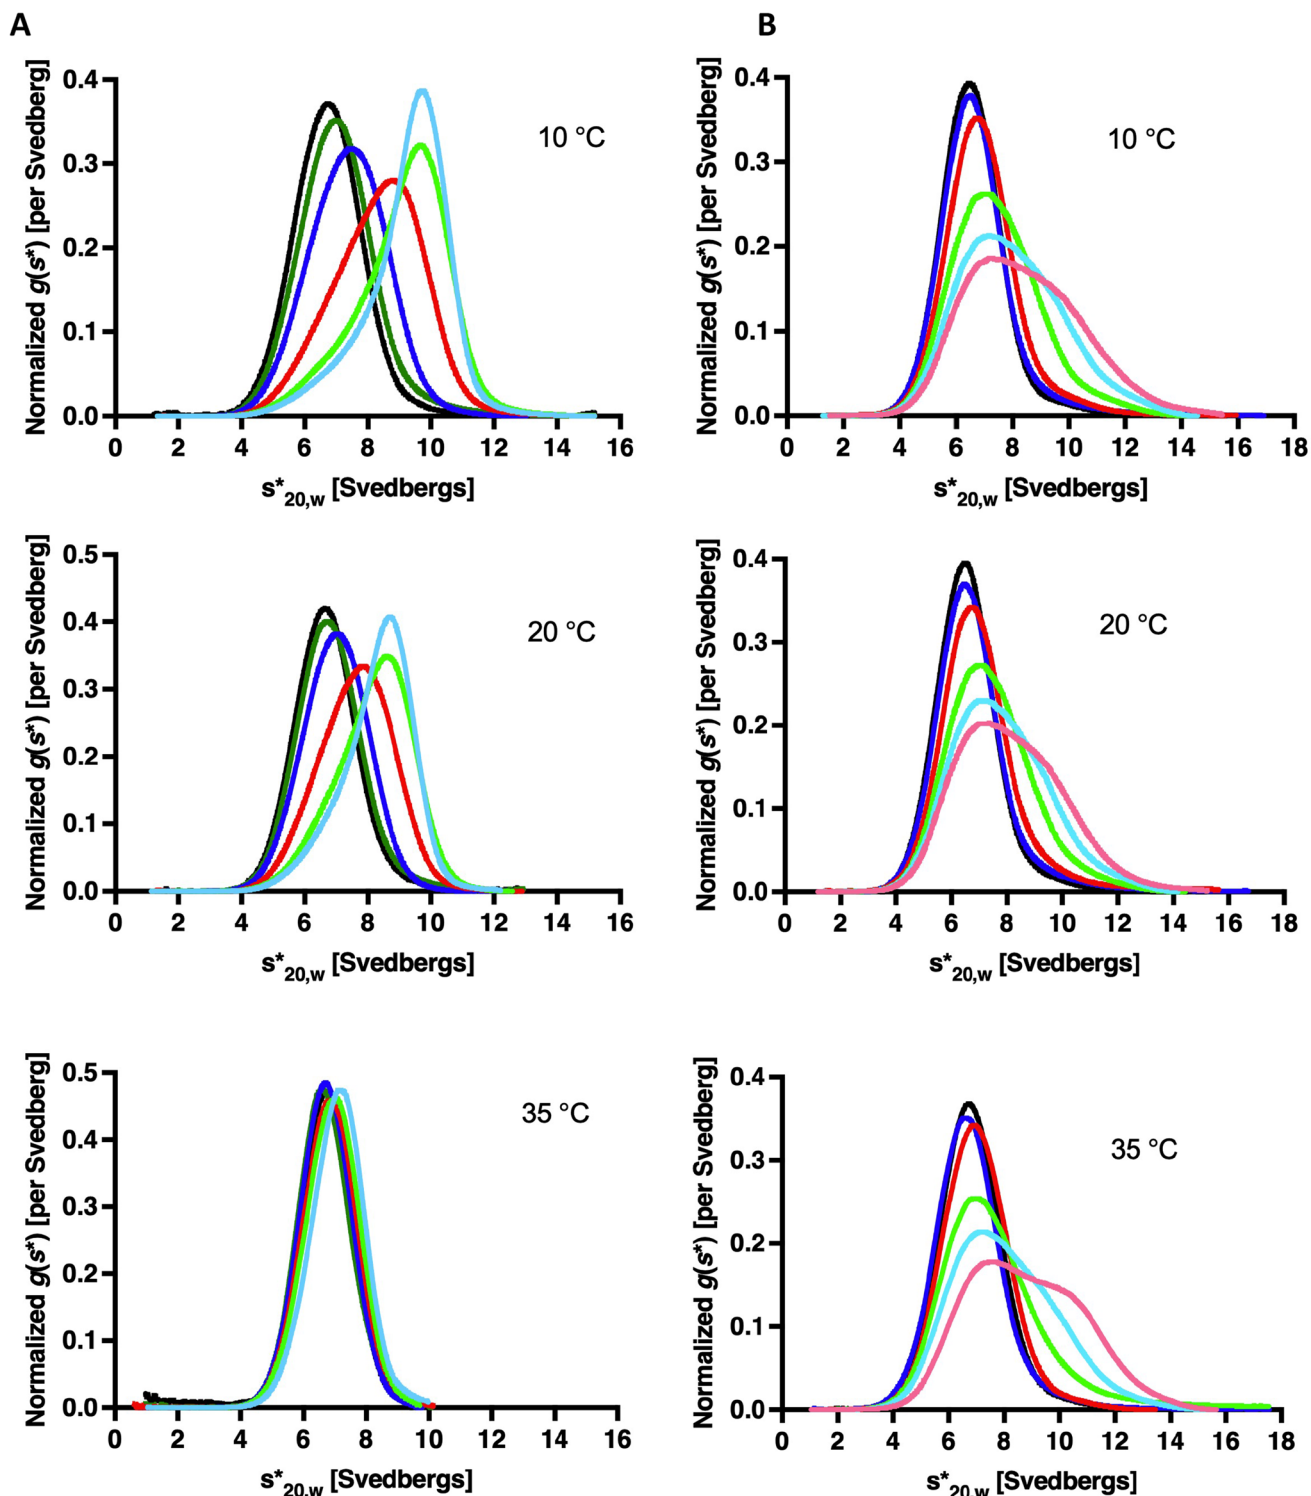 A
B
Normalized g(s*) [per Svedberg]
0.4
0.3
0.2
0.1
0.0
10 °C
0 2 4 6 8 10 12 14 16
s*20,w [Svedbergs]
Normalized g(s*) [per Svedberg]
0.4
0.3
0.2
0.1
0.0
10 °C
0 2 4 6 8 10 12 14 16 18
s*20,w [Svedbergs]
Normalized g(s*) [per Svedberg]
0.5
0.4
0.3
0.2
0.1
0.0
20 °C
0 2 4 6 8 10 12 14 16
s*20,w [Svedbergs]
Normalized g(s*) [per Svedberg]
0.4
0.3
0.2
0.1
0.0
20 °C
0 2 4 6 8 10 12 14 16 18
s*20,w [Svedbergs]
Normalized g(s*) [per Svedberg]
0.5
0.4
0.3
0.2
0.1
0.0
35 °C
0 2 4 6 8 10 12 14 16
s*20,w [Svedbergs]
Normalized g(s*) [per Svedberg]
0.4
0.3
0.2
0.1
0.0
35 °C
0 2 4 6 8 10 12 14 16 18
s*20,w [Svedbergs]